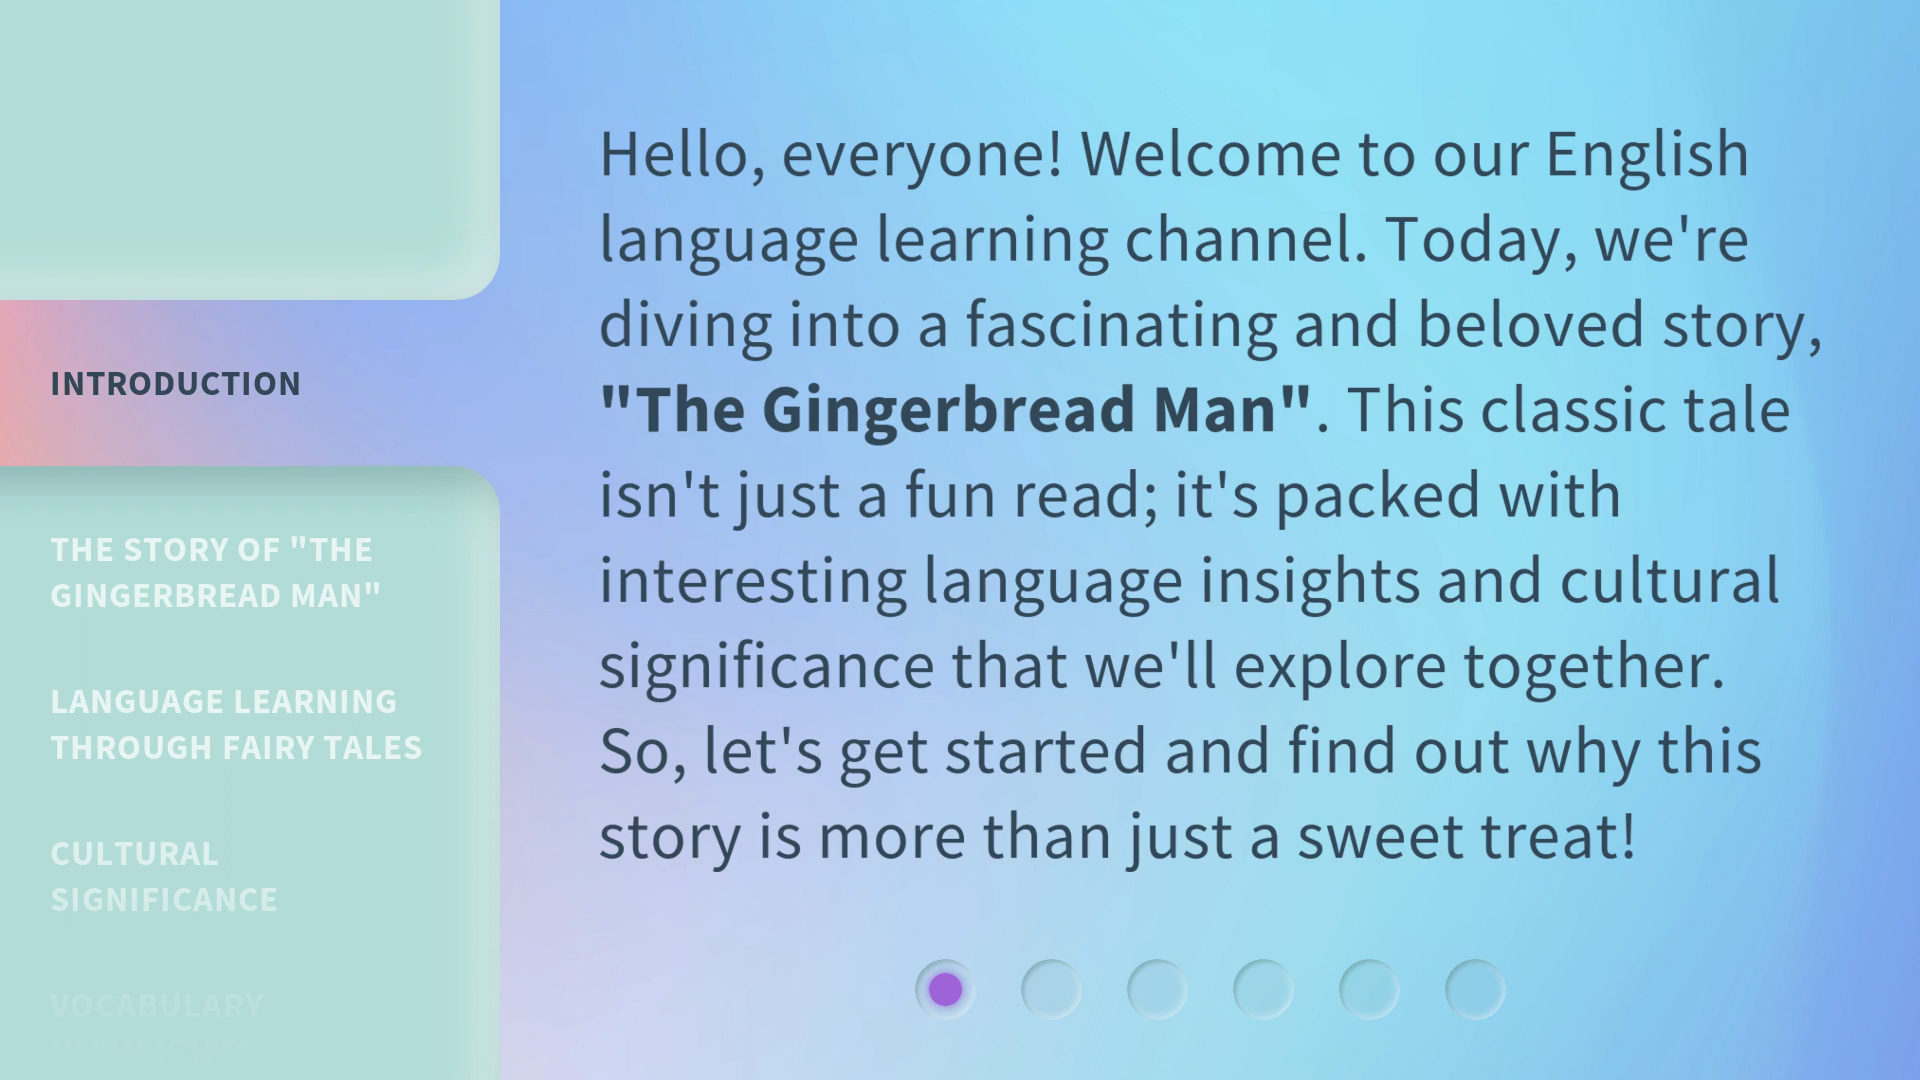 INTRODUCTION
THE STORY OF "THE
GINGERBREAD MAN"
LANGUAGE LEARNING
THROUGH FAIRY TALES
CULTURAL
SIGNIFICANCE
VOCABULARY
HIGHLIGHTS
Hello, everyone! Welcome to our English
language learning channel. Today, we're
diving into a fascinating and beloved story,
"The Gingerbread Man". This classic tale
isn't just a fun read; it's packed with
interesting language insights and cultural
significance that we'll explore together.
So, let's get started and find out why this
story is more than just a sweet treat!